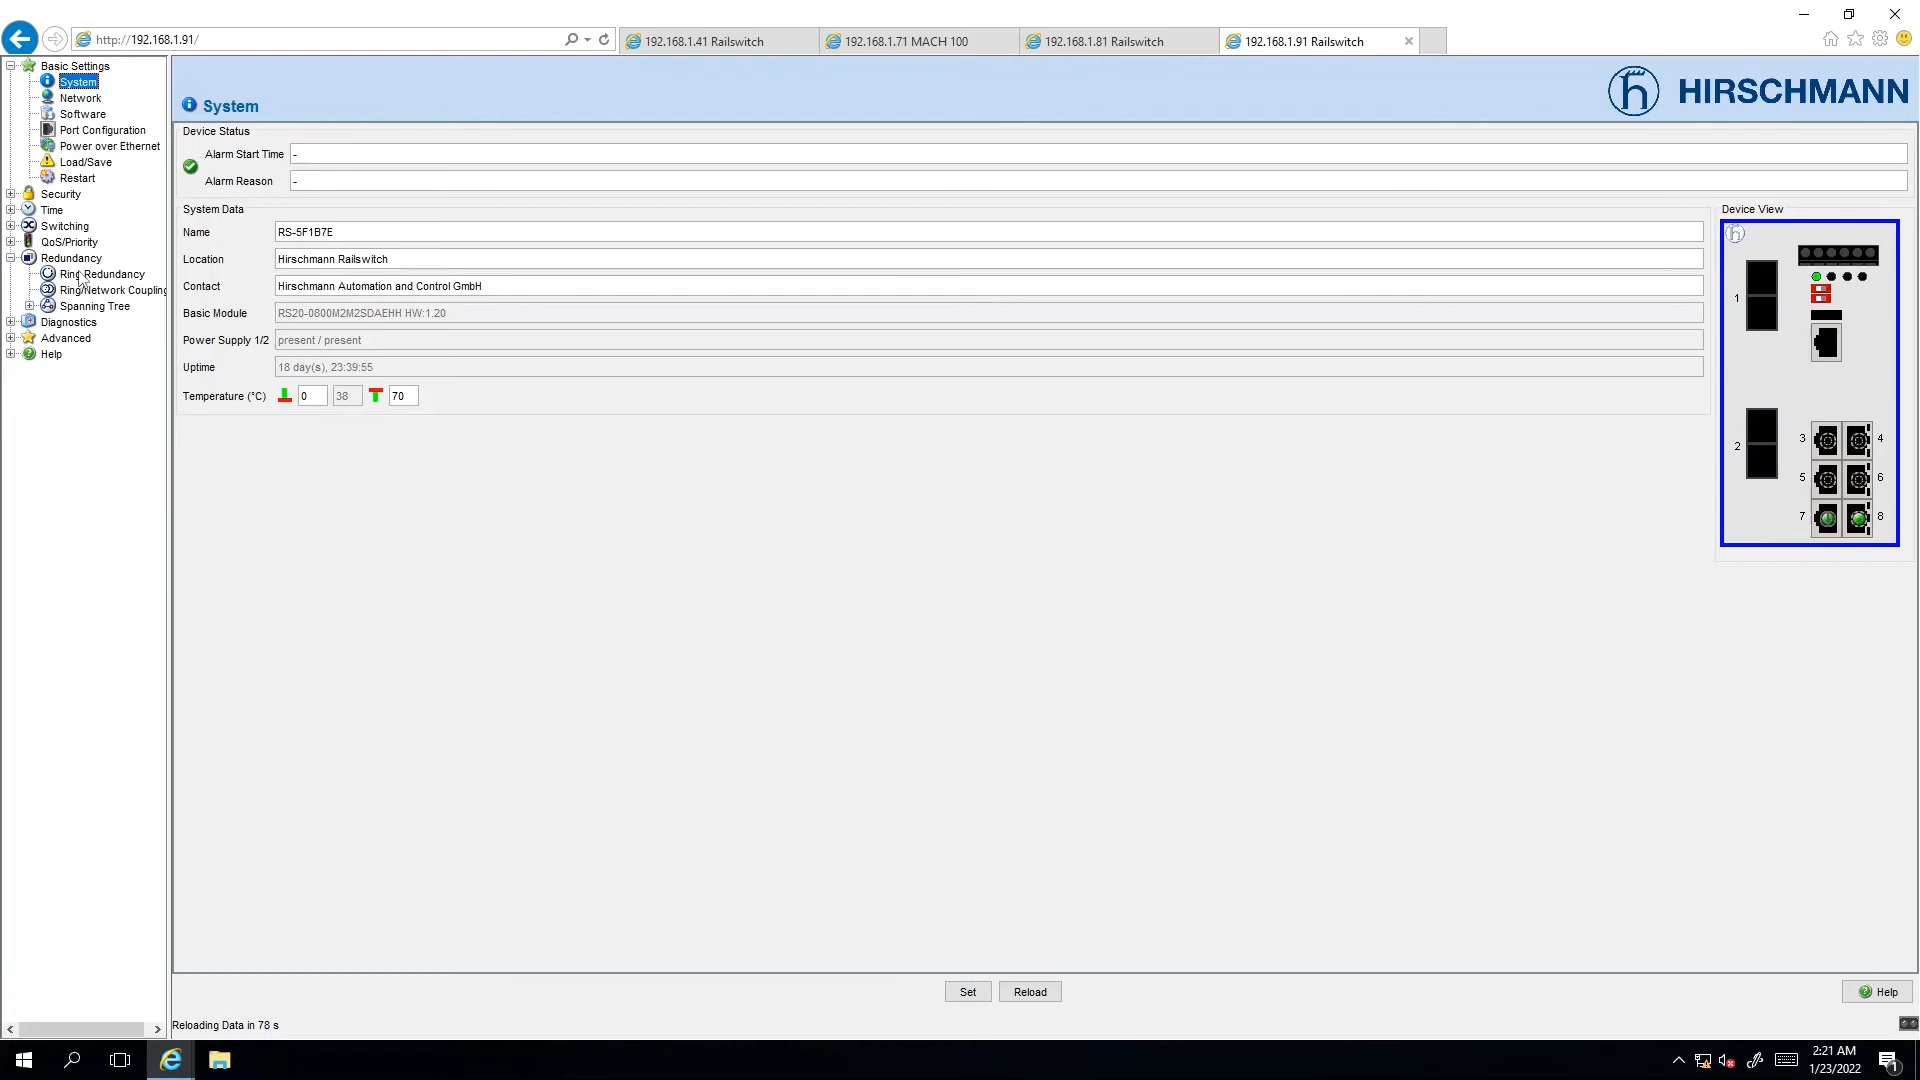 http://192.168.1.91/
192.168.1.41 Railswitch
192.168.1.71 MACH 100
192.168.1.81 Railswitch
192.168.1.91 Railswitch
Basic Settings
System
Network
Software
Port Configuration
Power over Ethernet
Load/Save
Restart
Security
Time
Switching
QoS/Priority
Redundancy
Ring Redundancy
Ring/Network Coupling
Spanning Tree
Diagnostics
Advanced
Help
System
HIRSCHMANN
Device Status
Alarm Start Time -
Alarm Reason -
System Data
Name RS-5F1B7E
Location Hirschmann Railswitch
Contact Hirschmann Automation and Control GmbH
Basic Module RS20-0800M2M2SDAEHH HW:1.20
Power Supply 1/2 present / present
Uptime 18 day(s), 23:39:55
Temperature (°C) 0 38 70
Device View
1
2
3 4
5 6
7 8
Set Reload Help
Reloading Data in 78 s
2:21 AM
1/23/2022
1